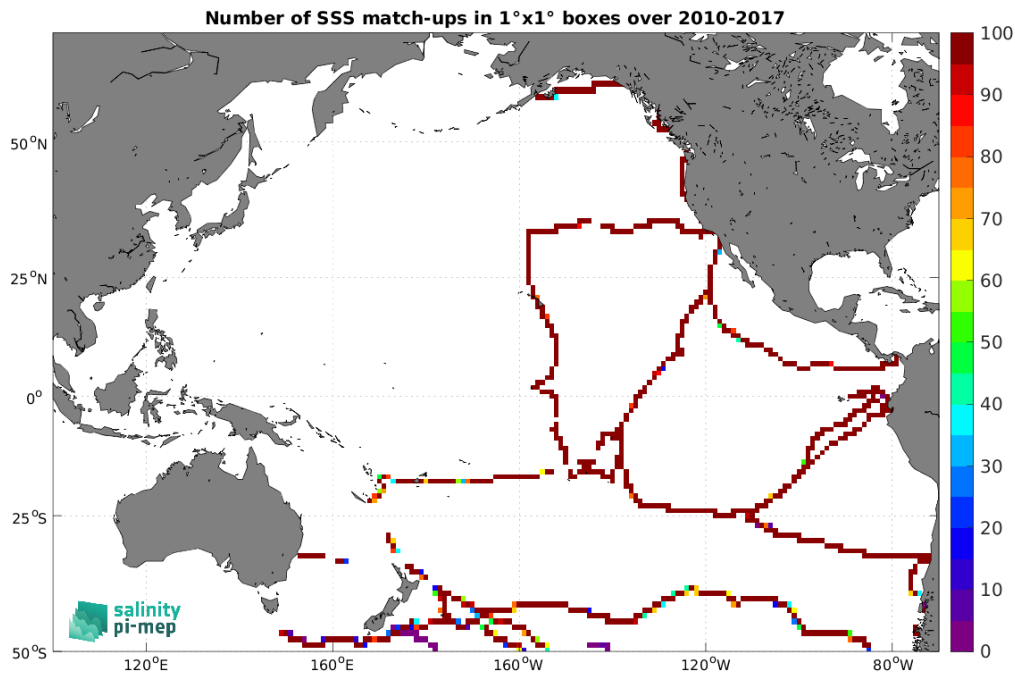 Number of SSS match-ups in 1°x1° boxes over 2010-2017
100
90
80
70
60
50
40
30
20
10
0
50°N
25°N
0°
25°S
50°S
120°E
160°E
160°W
120°W
80°W
salinity
pi-mep